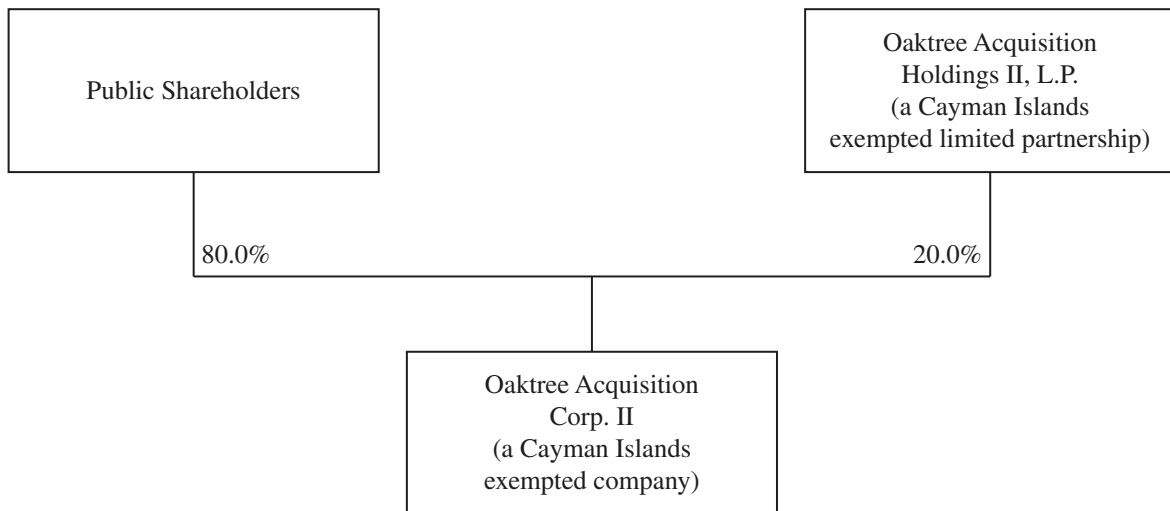 Public Shareholders
Oaktree Acquisition
Holdings II, L.P.
(a Cayman Islands
exempted limited partnership)
80.0%
20.0%
Oaktree Acquisition
Corp. II
(a Cayman Islands
exempted company)